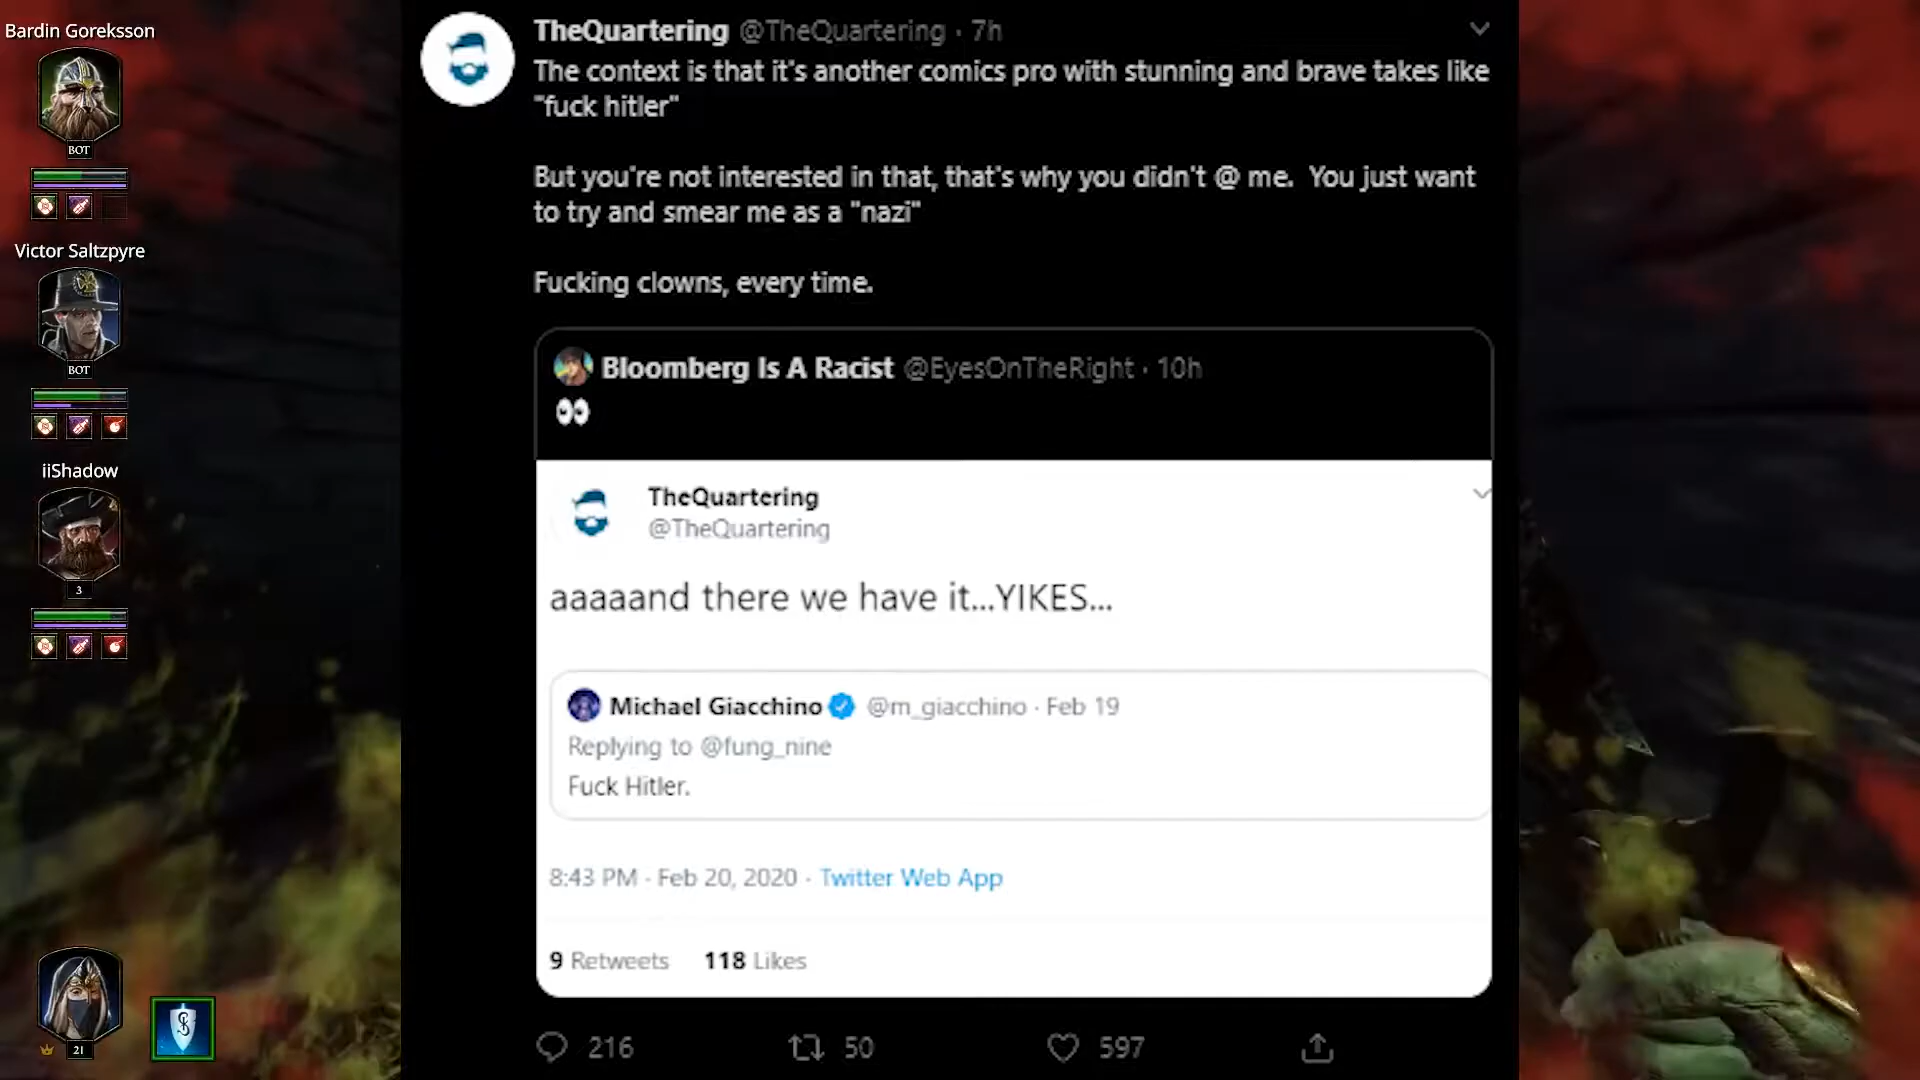 Bardin Goreksson
BOT
Victor Saltzpyre
BOT
iiShadow
3
21
TheQuartering @TheQuartering · 7h
The context is that it's another comics pro with stunning and brave takes like
"fuck hitler"
But you're not interested in that, that's why you didn't @ me. You just want
to try and smear me as a "nazi"
Fucking clowns, every time.
Bloomberg Is A Racist @EyesOnTheRight · 10h
👀
TheQuartering
@TheQuartering
aaaaand there we have it...YIKES...
Michael Giacchino @m_giacchino · Feb 19
Replying to @fung_nine
Fuck Hitler.
8:43 PM · Feb 20, 2020 · Twitter Web App
9 Retweets 118 Likes
216 50 597